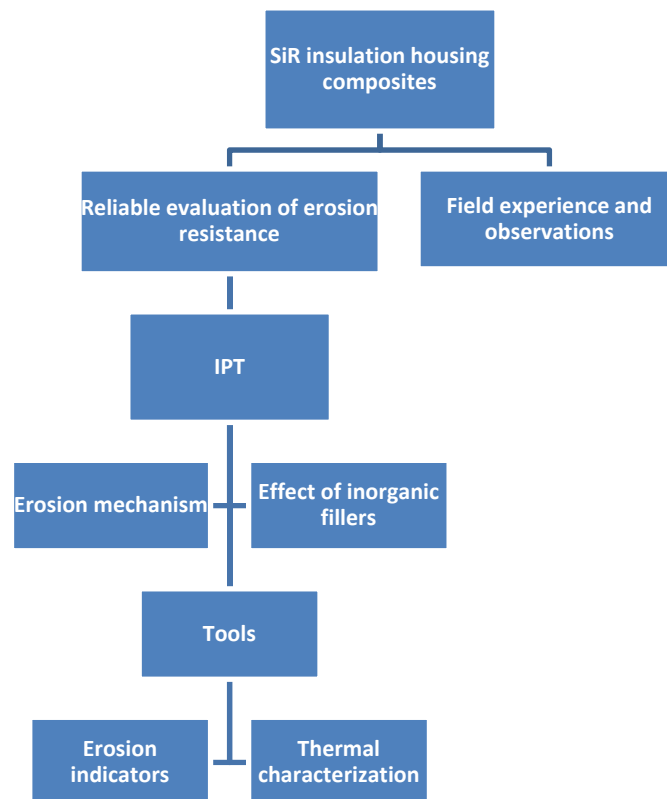 SiR insulation housing
composites
Reliable evaluation of erosion
resistance
Field experience and
observations
IPT
Erosion mechanism
Effect of inorganic
fillers
Tools
Erosion
indicators
Thermal
characterization